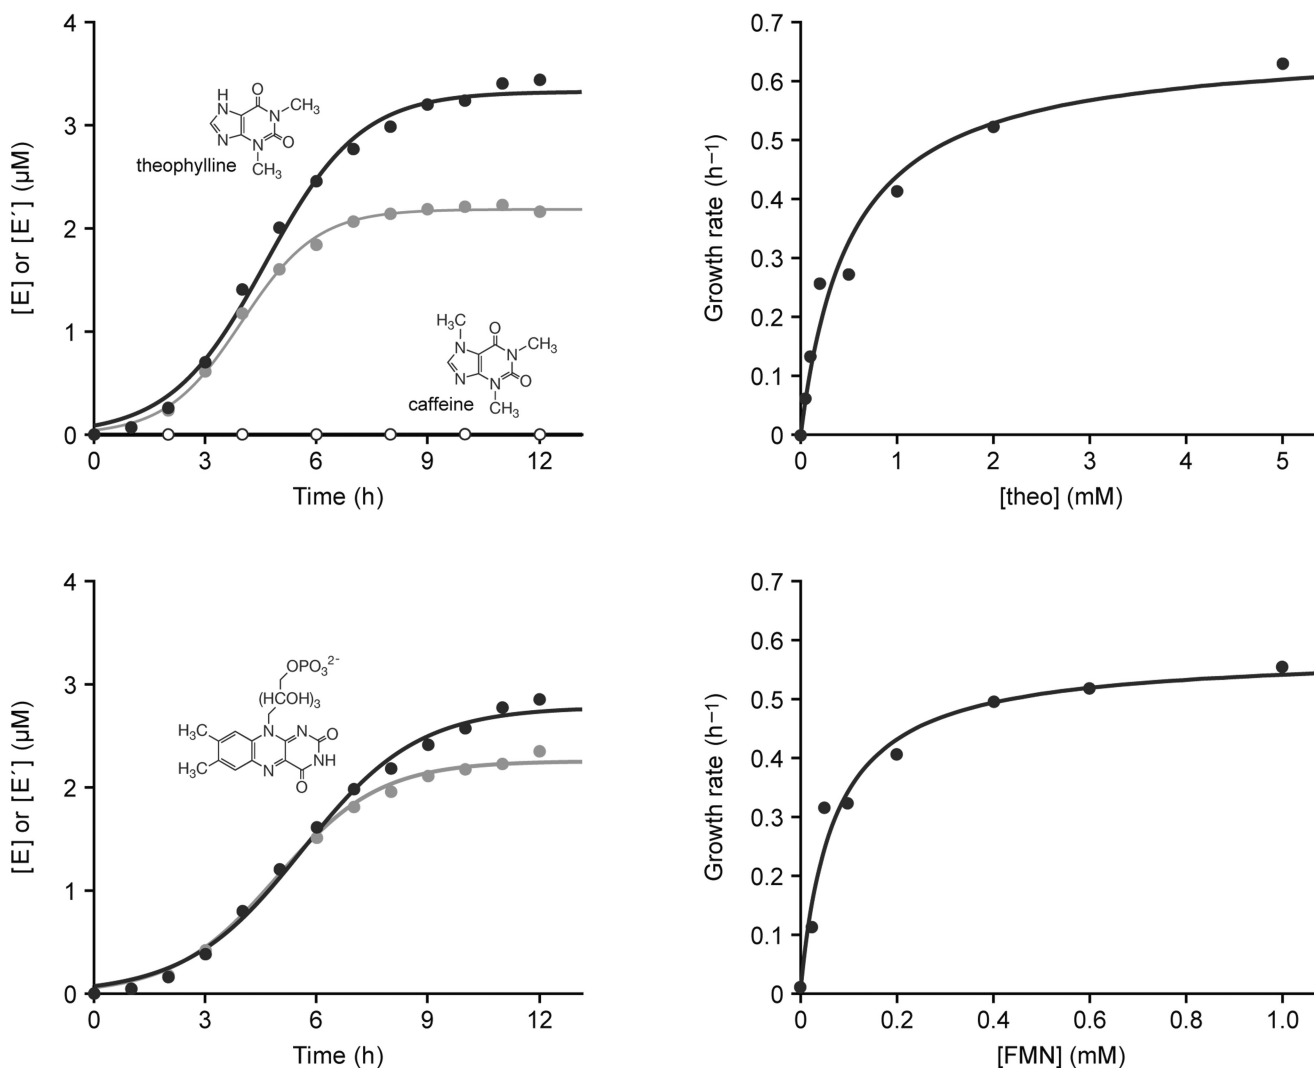 4
3
2
1
0
[E] or [E´] (µM)
H
N
N
O
N
CH₃
O
N
CH₃
theophylline
H₃C
N
N
O
N
CH₃
O
N
CH₃
caffeine
0
3
6
9
12
Time (h)
0.7
0.6
0.5
0.4
0.3
0.2
0.1
0
Growth rate (h⁻¹)
0
1
2
3
4
5
[theo] (mM)
4
3
2
1
0
[E] or [E´] (µM)
OPO₃²⁻
(HCOH)₃
H₃C
H₃C
N
N
O
NH
N
O
0
3
6
9
12
Time (h)
0.7
0.6
0.5
0.4
0.3
0.2
0.1
0
Growth rate (h⁻¹)
0
0.2
0.4
0.6
0.8
1.0
[FMN] (mM)